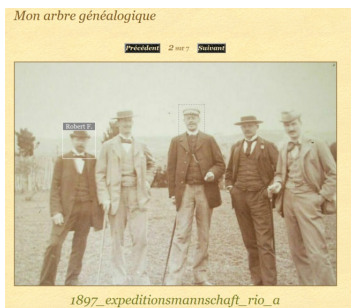 Mon arbre généalogique
Précédent 2 sur 7 Suivant
Robert F.
1897_expeditionsmannschaft_rio_a